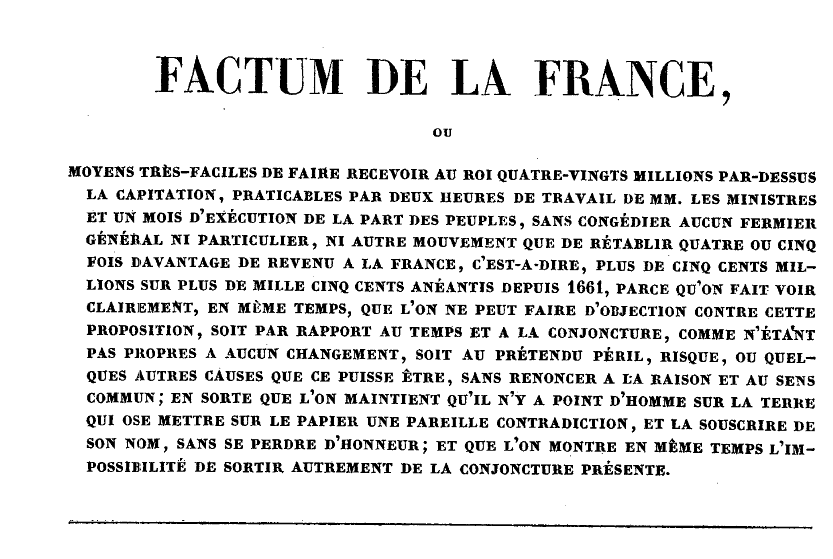 FACTUM DE LA FRANCE,
OU
MOYENS TRÈS-FACILES DE FAIRE RECEVOIR AU ROI QUATRE-VINGTS MILLIONS PAR-DESSUS
LA CAPITATION, PRATICABLES PAR DEUX HEURES DE TRAVAIL DE MM. LES MINISTRES
ET UN MOIS D'EXÉCUTION DE LA PART DES PEUPLES, SANS CONGÉDIER AUCUN FERMIER
GÉNÉRAL NI PARTICULIER, NI AUTRE MOUVEMENT QUE DE RÉTABLIR QUATRE OU CINQ
FOIS DAVANTAGE DE REVENU A LA FRANCE, C'EST-A-DIRE, PLUS DE CINQ CENTS MIL-
LIONS SUR PLUS DE MILLE CINQ CENTS ANÉANTIS DEPUIS 1661, PARCE QU'ON FAIT VOIR
CLAIREMENT, EN MÊME TEMPS, QUE L'ON NE PEUT FAIRE D'OBJECTION CONTRE CETTE
PROPOSITION, SOIT PAR RAPPORT AU TEMPS ET A LA CONJONCTURE, COMME N'ÉTANT
PAS PROPRES A AUCUN CHANGEMENT, SOIT AU PRÉTENDU PÉRIL, RISQUE, OU QUEL-
QUES AUTRES CAUSES QUE CE PUISSE ÊTRE, SANS RENONCER A LA RAISON ET AU SENS
COMMUN; EN SORTE QUE L'ON MAINTIENT QU'IL N'Y A POINT D'HOMME SUR LA TERRE
QUI OSE METTRE SUR LE PAPIER UNE PAREILLE CONTRADICTION, ET LA SOUSCRIRE DE
SON NOM, SANS SE PERDRE D'HONNEUR; ET QUE L'ON MONTRE EN MÊME TEMPS L'IM-
POSSIBILITÉ DE SORTIR AUTREMENT DE LA CONJONCTURE PRÉSENTE.